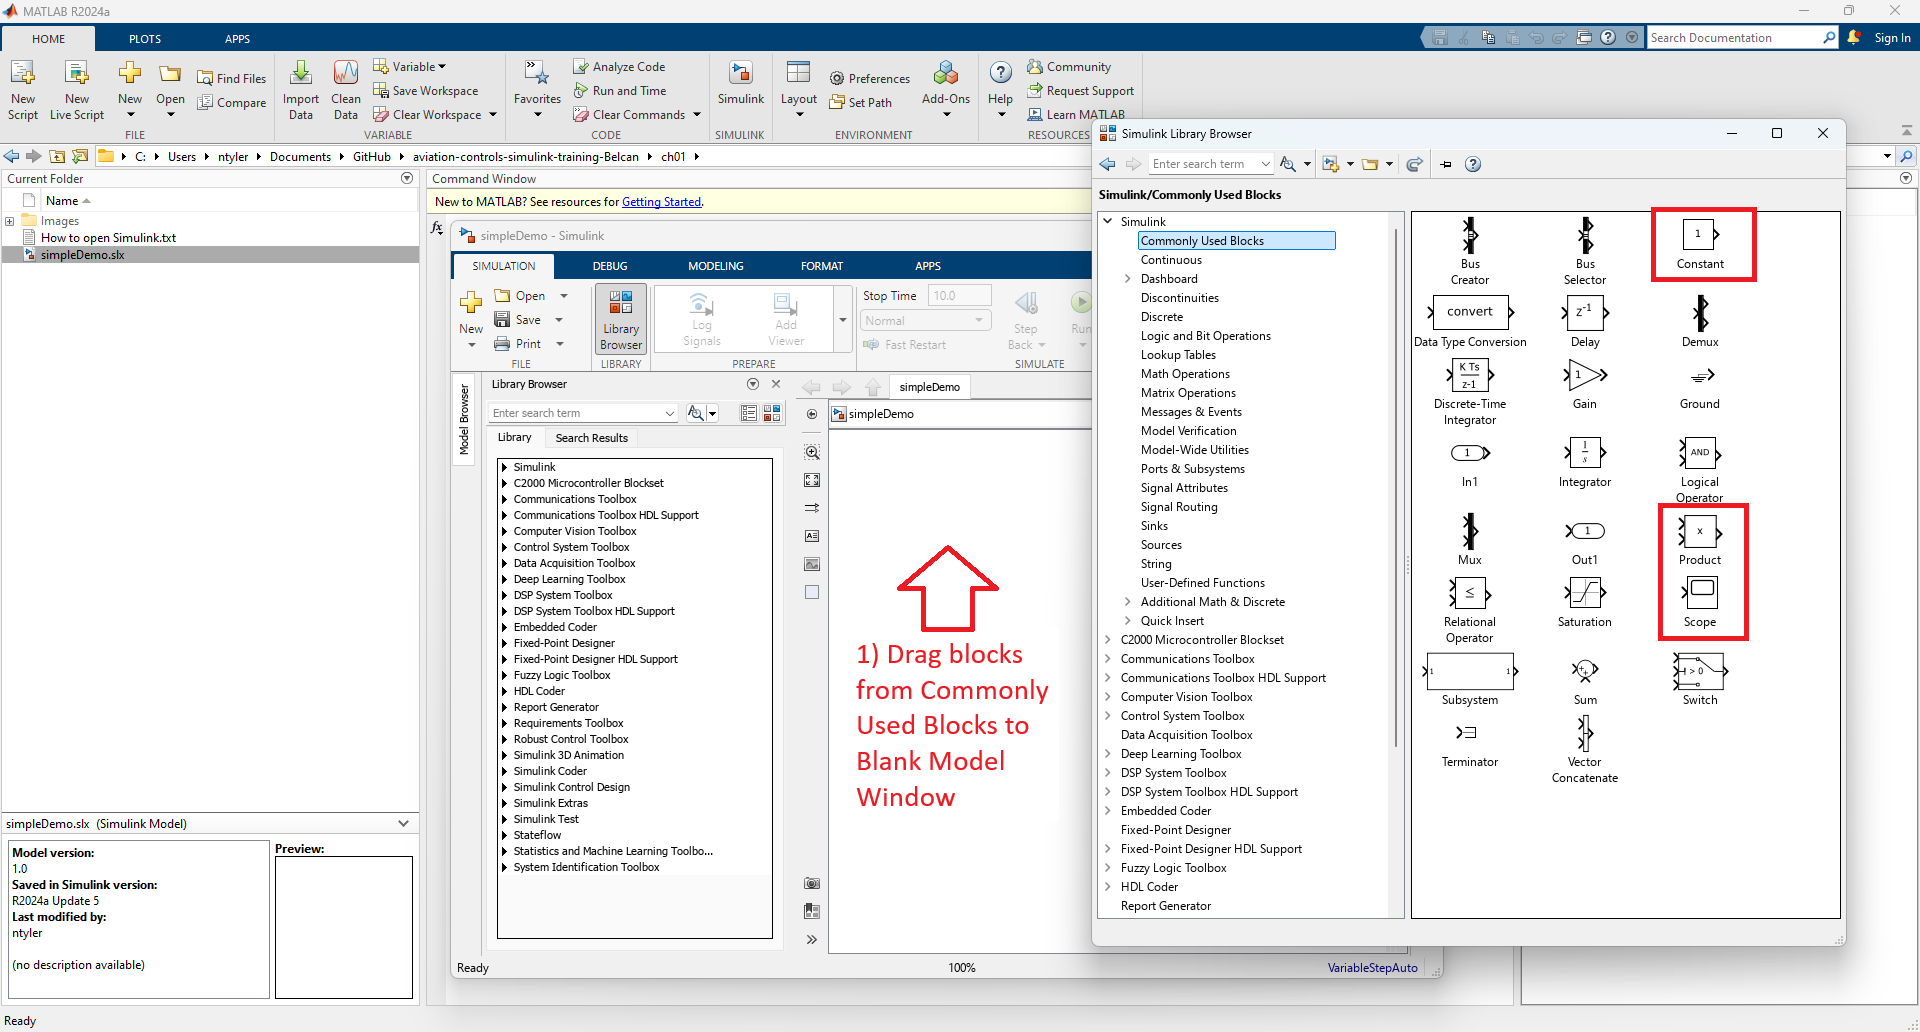 MATLAB R2024a
HOME
PLOTS
APPS
Search Documentation
Sign In
New Script
New Live Script
New
Open
Find Files
Compare
FILE
Import Data
Clean Data
Variable
Save Workspace
Clear Workspace
VARIABLE
Favorites
Analyze Code
Run and Time
Clear Commands
CODE
Simulink
SIMULINK
Layout
Preferences
Set Path
Add-Ons
ENVIRONMENT
Help
Community
Request Support
Learn MATLAB
RESOURCES
C: Users ntyler Documents GitHub aviation-controls-simulink-training-Belcan ch01
Current Folder
Name
Images
How to open Simulink.txt
simpleDemo.slx
simpleDemo.slx (Simulink Model)
Model version:
1.0
Saved in Simulink version:
R2024a Update 5
Last modified by:
ntyler
(no description available)
Preview:
Ready
Command Window
New to MATLAB? See resources for Getting Started.
fx
simpleDemo - Simulink
SIMULATION
DEBUG
MODELING
FORMAT
APPS
New
Open
Save
Print
FILE
Library Browser
LIBRARY
Log Signals
Add Viewer
PREPARE
Stop Time 10.0
Normal
Fast Restart
Step Back
Run
SIMULATE
Model Browser
Library Browser
Enter search term
Library
Search Results
Simulink
C2000 Microcontroller Blockset
Communications Toolbox
Communications Toolbox HDL Support
Computer Vision Toolbox
Control System Toolbox
Data Acquisition Toolbox
Deep Learning Toolbox
DSP System Toolbox
DSP System Toolbox HDL Support
Embedded Coder
Fixed-Point Designer
Fixed-Point Designer HDL Support
Fuzzy Logic Toolbox
HDL Coder
Report Generator
Requirements Toolbox
Robust Control Toolbox
Simulink 3D Animation
Simulink Coder
Simulink Control Design
Simulink Extras
Simulink Test
Stateflow
Statistics and Machine Learning Toolbo...
System Identification Toolbox
simpleDemo
simpleDemo
1) Drag blocks
from Commonly
Used Blocks to
Blank Model
Window
Ready
100%
VariableStepAuto
Simulink Library Browser
Enter search term
Simulink/Commonly Used Blocks
Simulink
Commonly Used Blocks
Continuous
Dashboard
Discontinuities
Discrete
Logic and Bit Operations
Lookup Tables
Math Operations
Matrix Operations
Messages & Events
Model Verification
Model-Wide Utilities
Ports & Subsystems
Signal Attributes
Signal Routing
Sinks
Sources
String
User-Defined Functions
Additional Math & Discrete
Quick Insert
C2000 Microcontroller Blockset
Communications Toolbox
Communications Toolbox HDL Support
Computer Vision Toolbox
Control System Toolbox
Data Acquisition Toolbox
Deep Learning Toolbox
DSP System Toolbox
DSP System Toolbox HDL Support
Embedded Coder
Fixed-Point Designer
Fixed-Point Designer HDL Support
Fuzzy Logic Toolbox
HDL Coder
Report Generator
Bus Creator
Bus Selector
1
Constant
convert
Data Type Conversion
z-1
Delay
Demux
K Ts
z-1
Discrete-Time Integrator
1
Gain
Ground
1
In1
1
s
Integrator
AND
Logical Operator
Mux
1
Out1
x
Product
≤
Relational Operator
Saturation
Scope
1 1
Subsystem
+ +
Sum
> 0
Switch
Terminator
Vector Concatenate